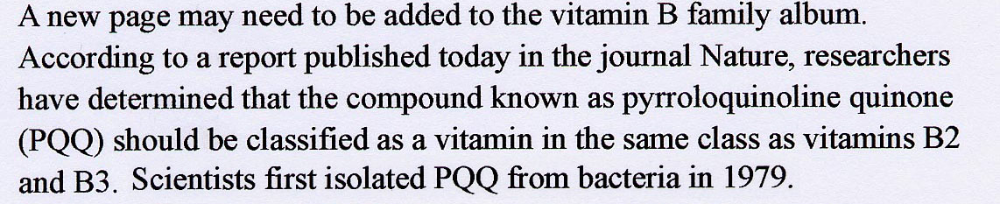 A new page may need to be added to the vitamin B family album.
According to a report published today in the journal Nature, researchers
have determined that the compound known as pyrroloquinoline quinone
(PQQ) should be classified as a vitamin in the same class as vitamins B2
and B3. Scientists first isolated PQQ from bacteria in 1979.